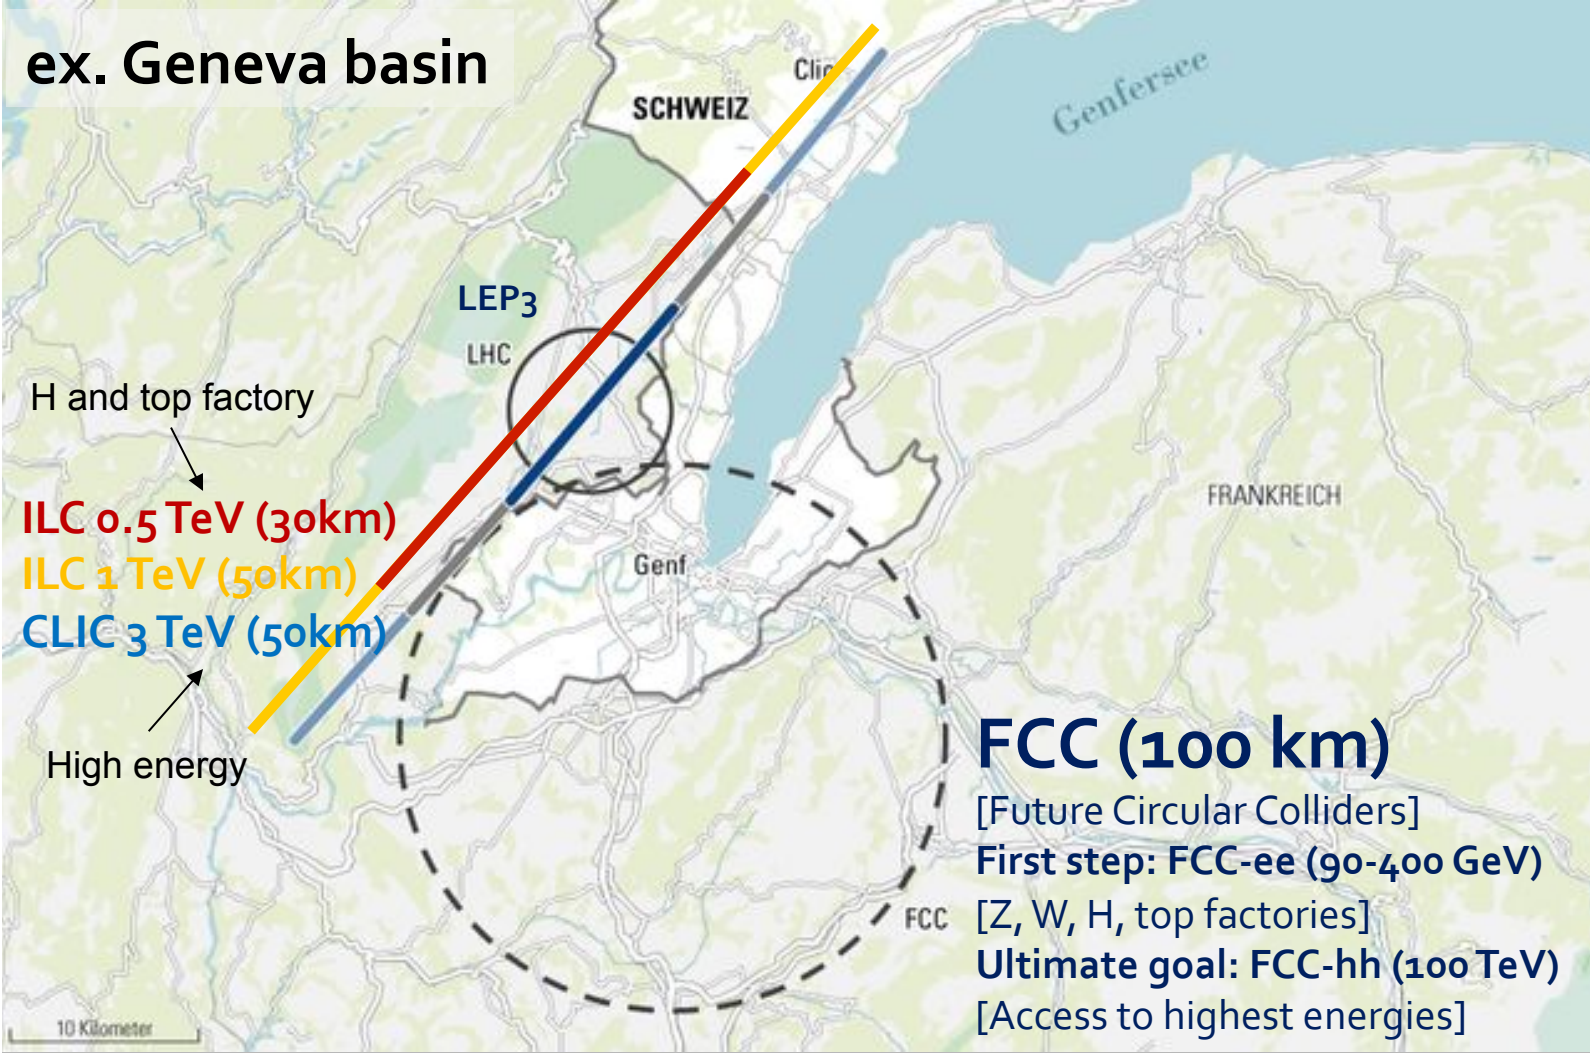 ex. Geneva basin
SCHWEIZ
Genfersee
LEP3
LHC
H and top factory
ILC 0.5 TeV (30km)
ILC 1 TeV (50km)
CLIC 3 TeV (50km)
High energy
FRANKREICH
Genf
FCC (100 km)
[Future Circular Colliders]
First step: FCC-ee (90-400 GeV)
FCC
[Z, W, H, top factories]
Ultimate goal: FCC-hh (100 TeV)
[Access to highest energies]
10 Kilometer